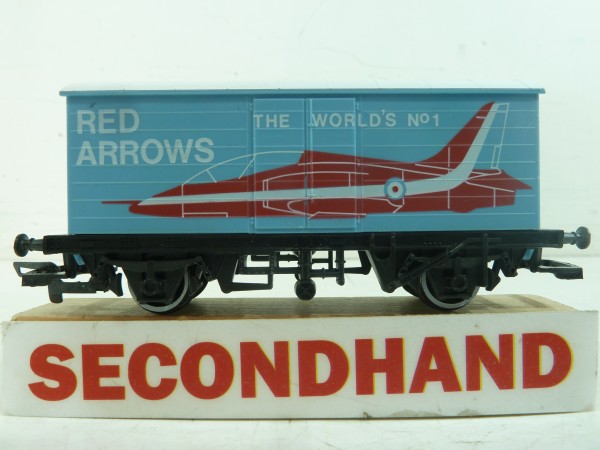 RED
ARROWS
THE WORLD'S No1
SECONDHAND